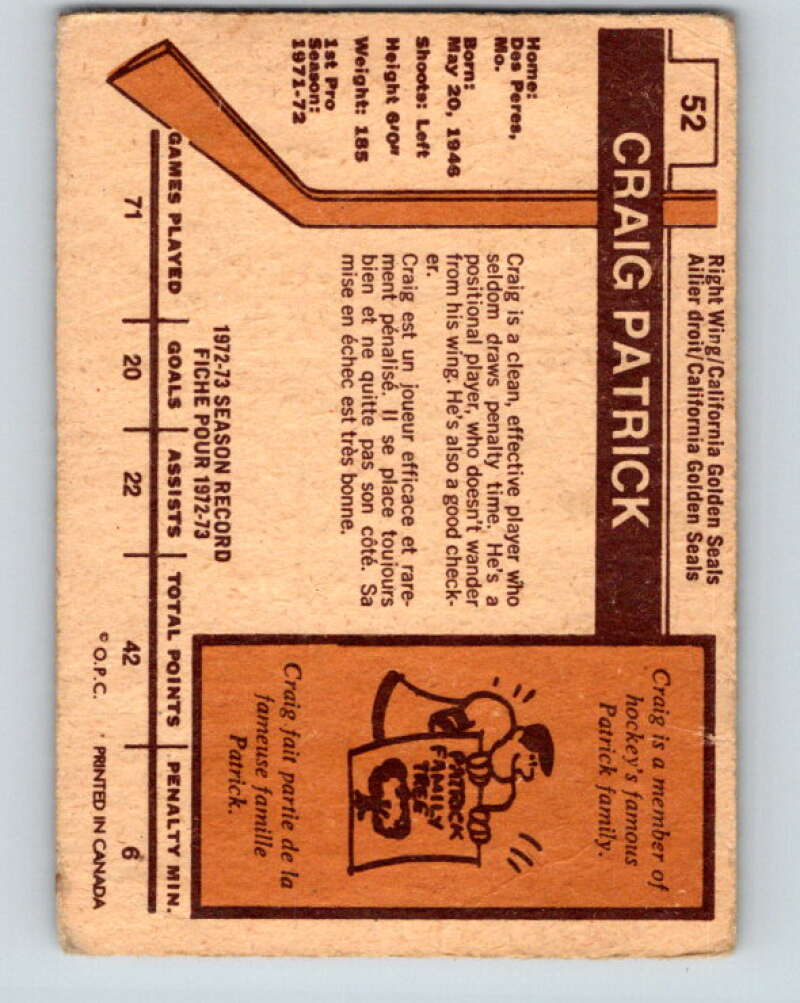 52
Right Wing/California Golden Seals
Ailier droit/California Golden Seals
CRAIG PATRICK
Home:
Des Peres,
Mo.
Born:
May 20, 1946
Shoots: Left
Height 6'0"
Weight: 185
1st Pro
Season:
1971-72
Craig is a clean, effective player who
seldom draws penalty time. He's a
positional player, who doesn't wander
from his wing. He's also a good check-
er.
Craig est un joueur efficace et rare-
ment pénalisé. Il se place toujours
bien et ne quitte pas son côté. Sa
mise en échec est très bonne.
Craig is a member of
hockey's famous
Patrick family.
PATRICK
FAMILY
TREE
Craig fait partie de la
fameuse famille
Patrick.
1972-73 SEASON RECORD
FICHE POUR 1972-73
GAMES PLAYED GOALS ASSISTS TOTAL POINTS PENALTY MIN.
71 20 22 42 6
© O.P.C. PRINTED IN CANADA